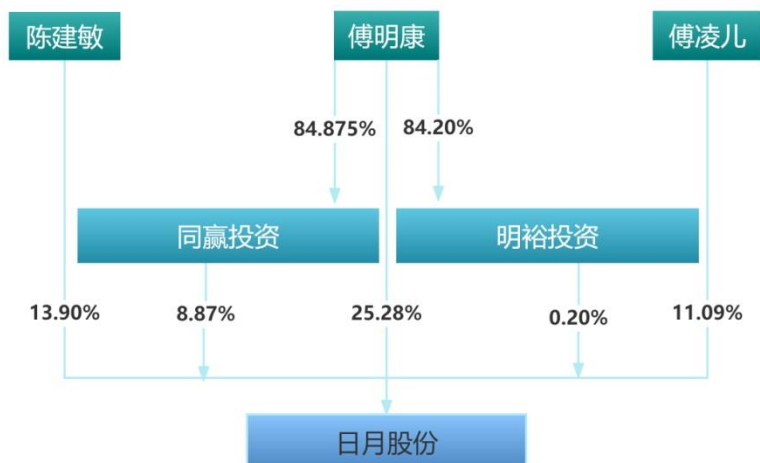 陈建敏
傅明康
傅凌儿
84.875%
84.20%
同赢投资
明裕投资
13.90%
8.87%
25.28%
0.20%
11.09%
日月股份